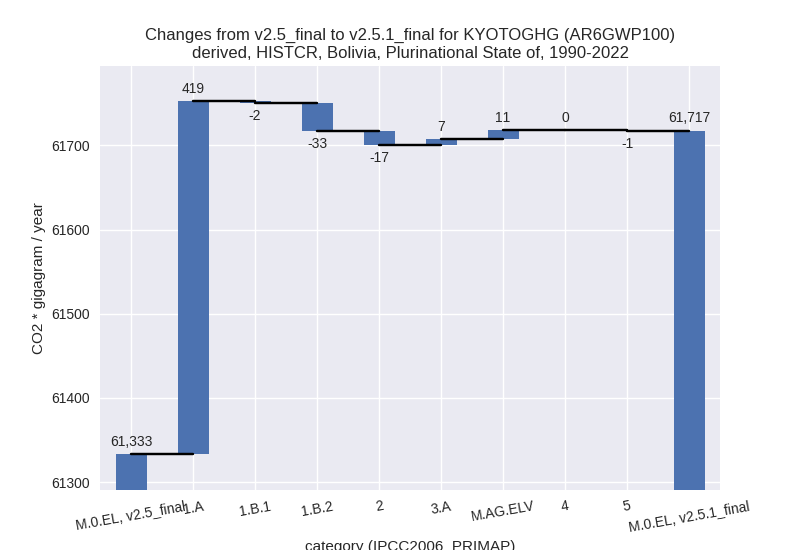 Changes from v2.5_final to v2.5.1_final for KYOTOGHG (AR6GWP100)
derived, HISTCR, Bolivia, Plurinational State of, 1990-2022
419
-2
-33
-17
7
11
0
-1
61,717
61,333
61700
61600
61500
61400
61300
CO2 * gigagram / year
M.0.EL, v2.5_final
1.A
1.B.1
1.B.2
2
3.A
M.AG.ELV
4
5
M.0.EL, v2.5.1_final
category (IPCC2006_PRIMAP)